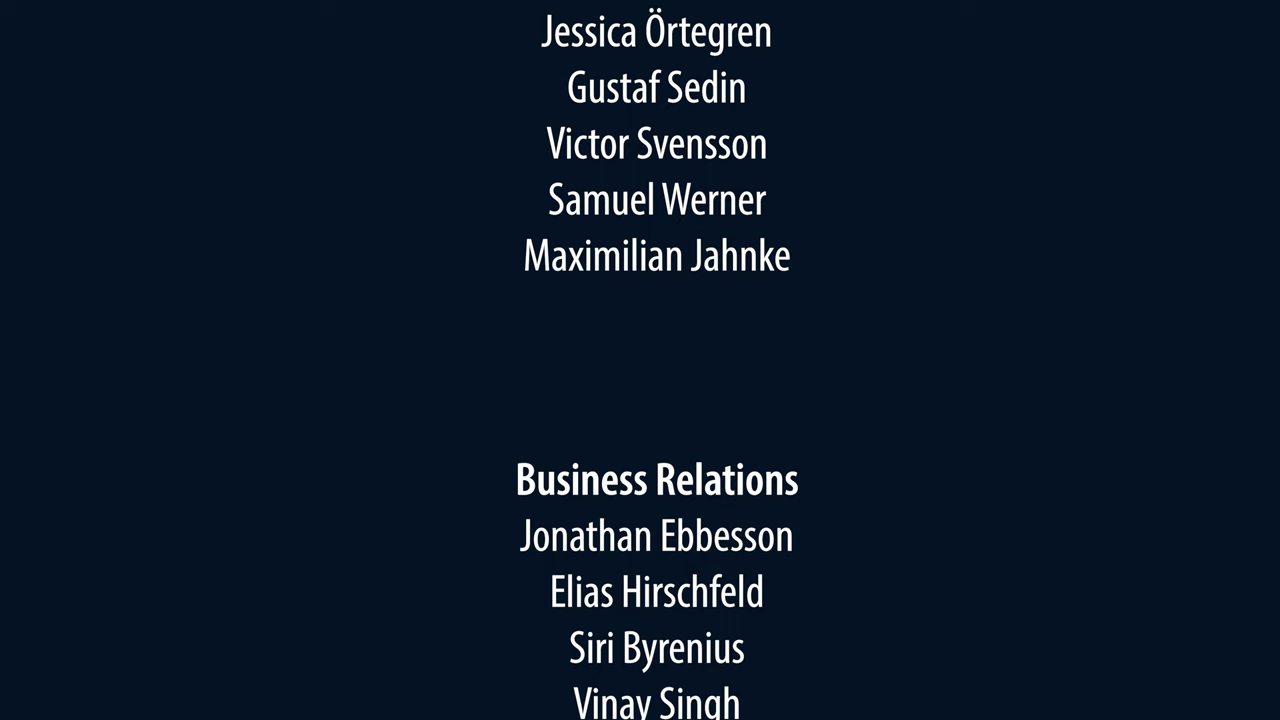 Jessica Örtegren
Gustaf Sedin
Victor Svensson
Samuel Werner
Maximilian Jahnke
Business Relations
Jonathan Ebbesson
Elias Hirschfeld
Siri Byrenius
Vinay Singh